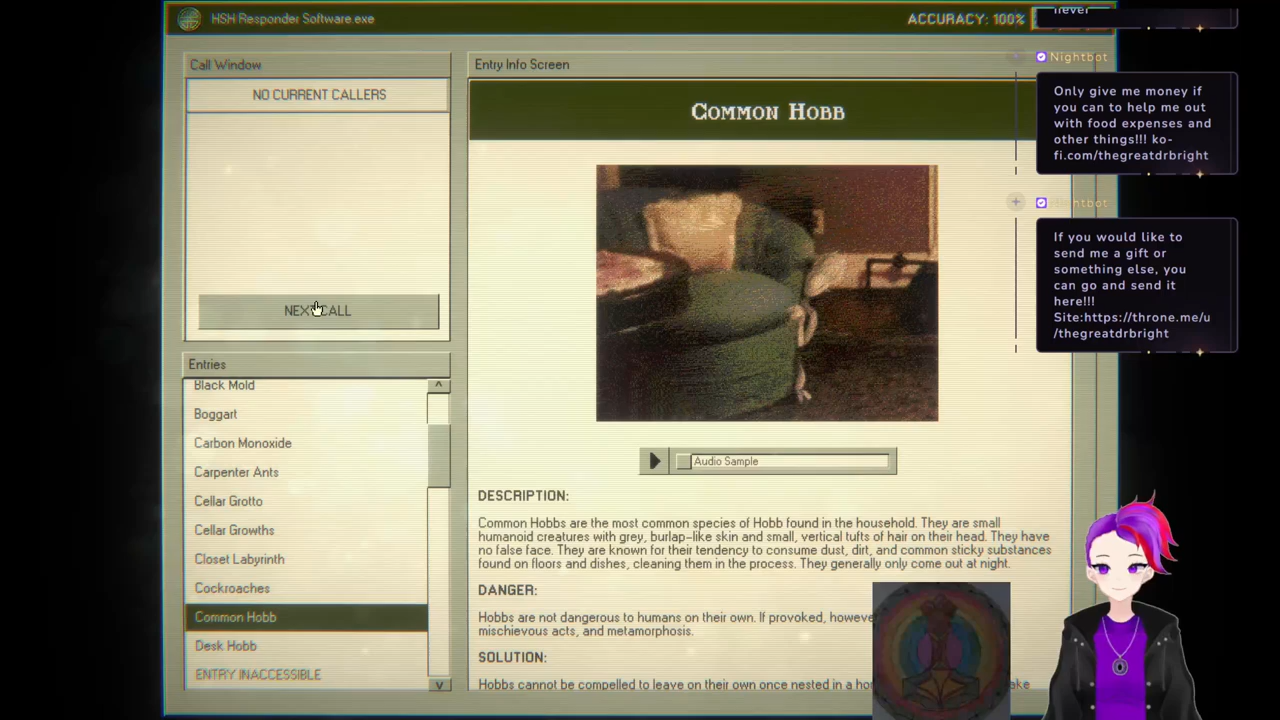 HSH Responder Software.exe
ACCURACY: 100%
Call Window
NO CURRENT CALLERS
NEXT CALL
Entries
Black Mold
Boggart
Carbon Monoxide
Carpenter Ants
Cellar Grotto
Cellar Growths
Closet Labyrinth
Cockroaches
Common Hobb
Desk Hobb
ENTRY INACCESSIBLE
Entry Info Screen
Common Hobb
Audio Sample
DESCRIPTION:
Common Hobbs are the most common species of Hobb found in the household. They are small
humanoid creatures with grey, burlap-like skin and small, vertical tufts of hair on their head. They have
no false face. They are known for their tendency to consume dust, dirt, and common sticky substances
found on floors and dishes, cleaning them in the process. They generally only come out at night.
DANGER:
Hobbs are not dangerous to humans on their own. If provoked,
mischievous acts, and metamorphosis.
SOLUTION:
Hobbs cannot be compelled to leave on their own once nested in a
never
Nightbot
Only give me money if
you can to help me out
with food expenses and
other things!!! ko-
fi.com/thegreatdrbright
Nightbot
If you would like to
send me a gift or
something else, you
can go and send it
here!!!
Site:https://throne.me/u
/thegreatdrbright